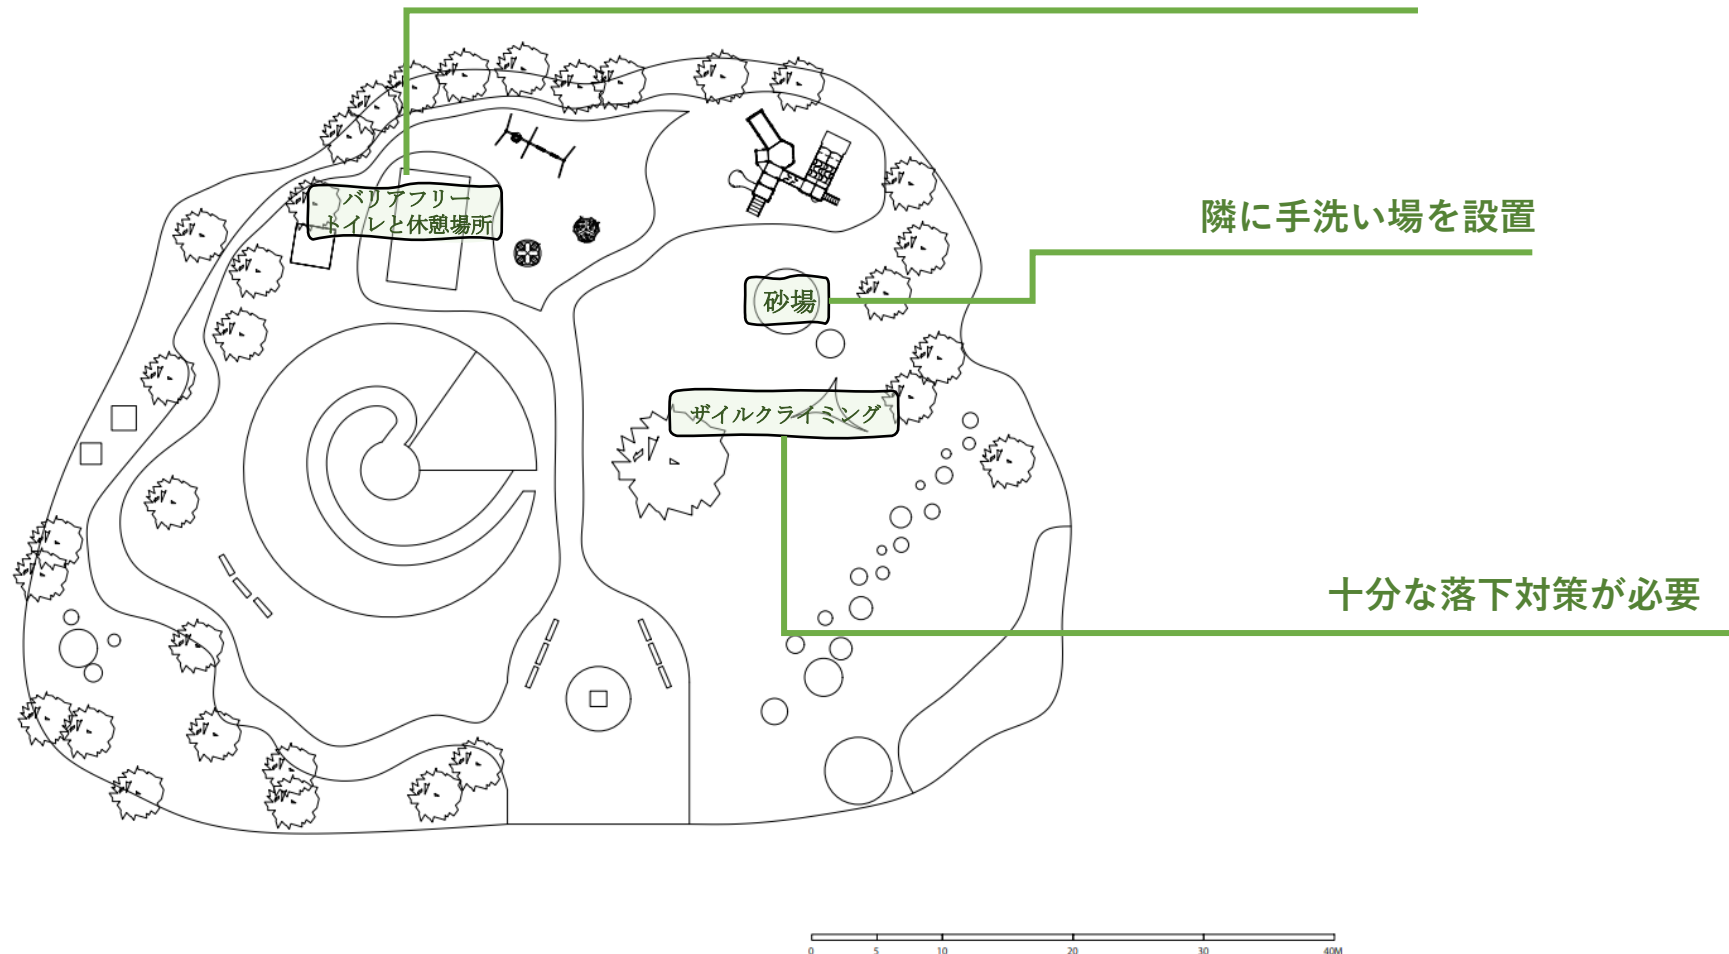 バリアフリー
トイレと休憩場所
隣に手洗い場を設置
砂場
ザイルクライミング
十分な落下対策が必要
0 5 10 20 30 40M